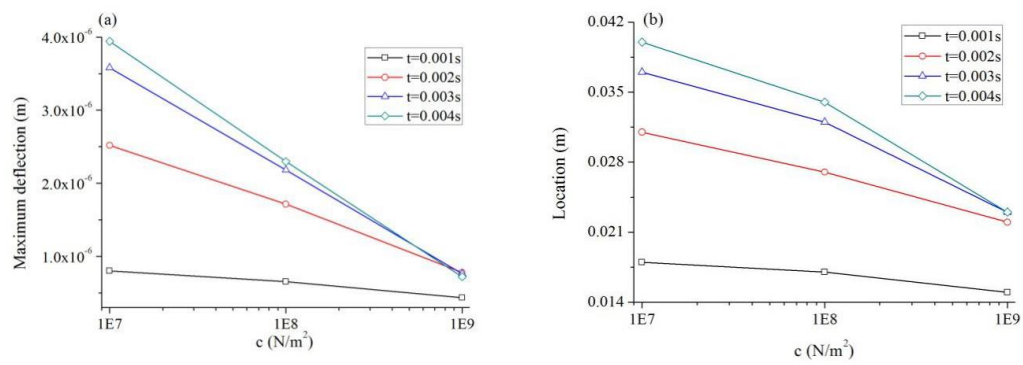 (a)
4.0x10⁻⁶
3.0x10⁻⁶
2.0x10⁻⁶
1.0x10⁻⁶
Maximum deflection (m)
t=0.001s
t=0.002s
t=0.003s
t=0.004s
1E7 1E8 1E9
c (N/m²)
(b)
0.042
0.035
0.028
0.021
0.014
Location (m)
t=0.001s
t=0.002s
t=0.003s
t=0.004s
1E7 1E8 1E9
c (N/m²)